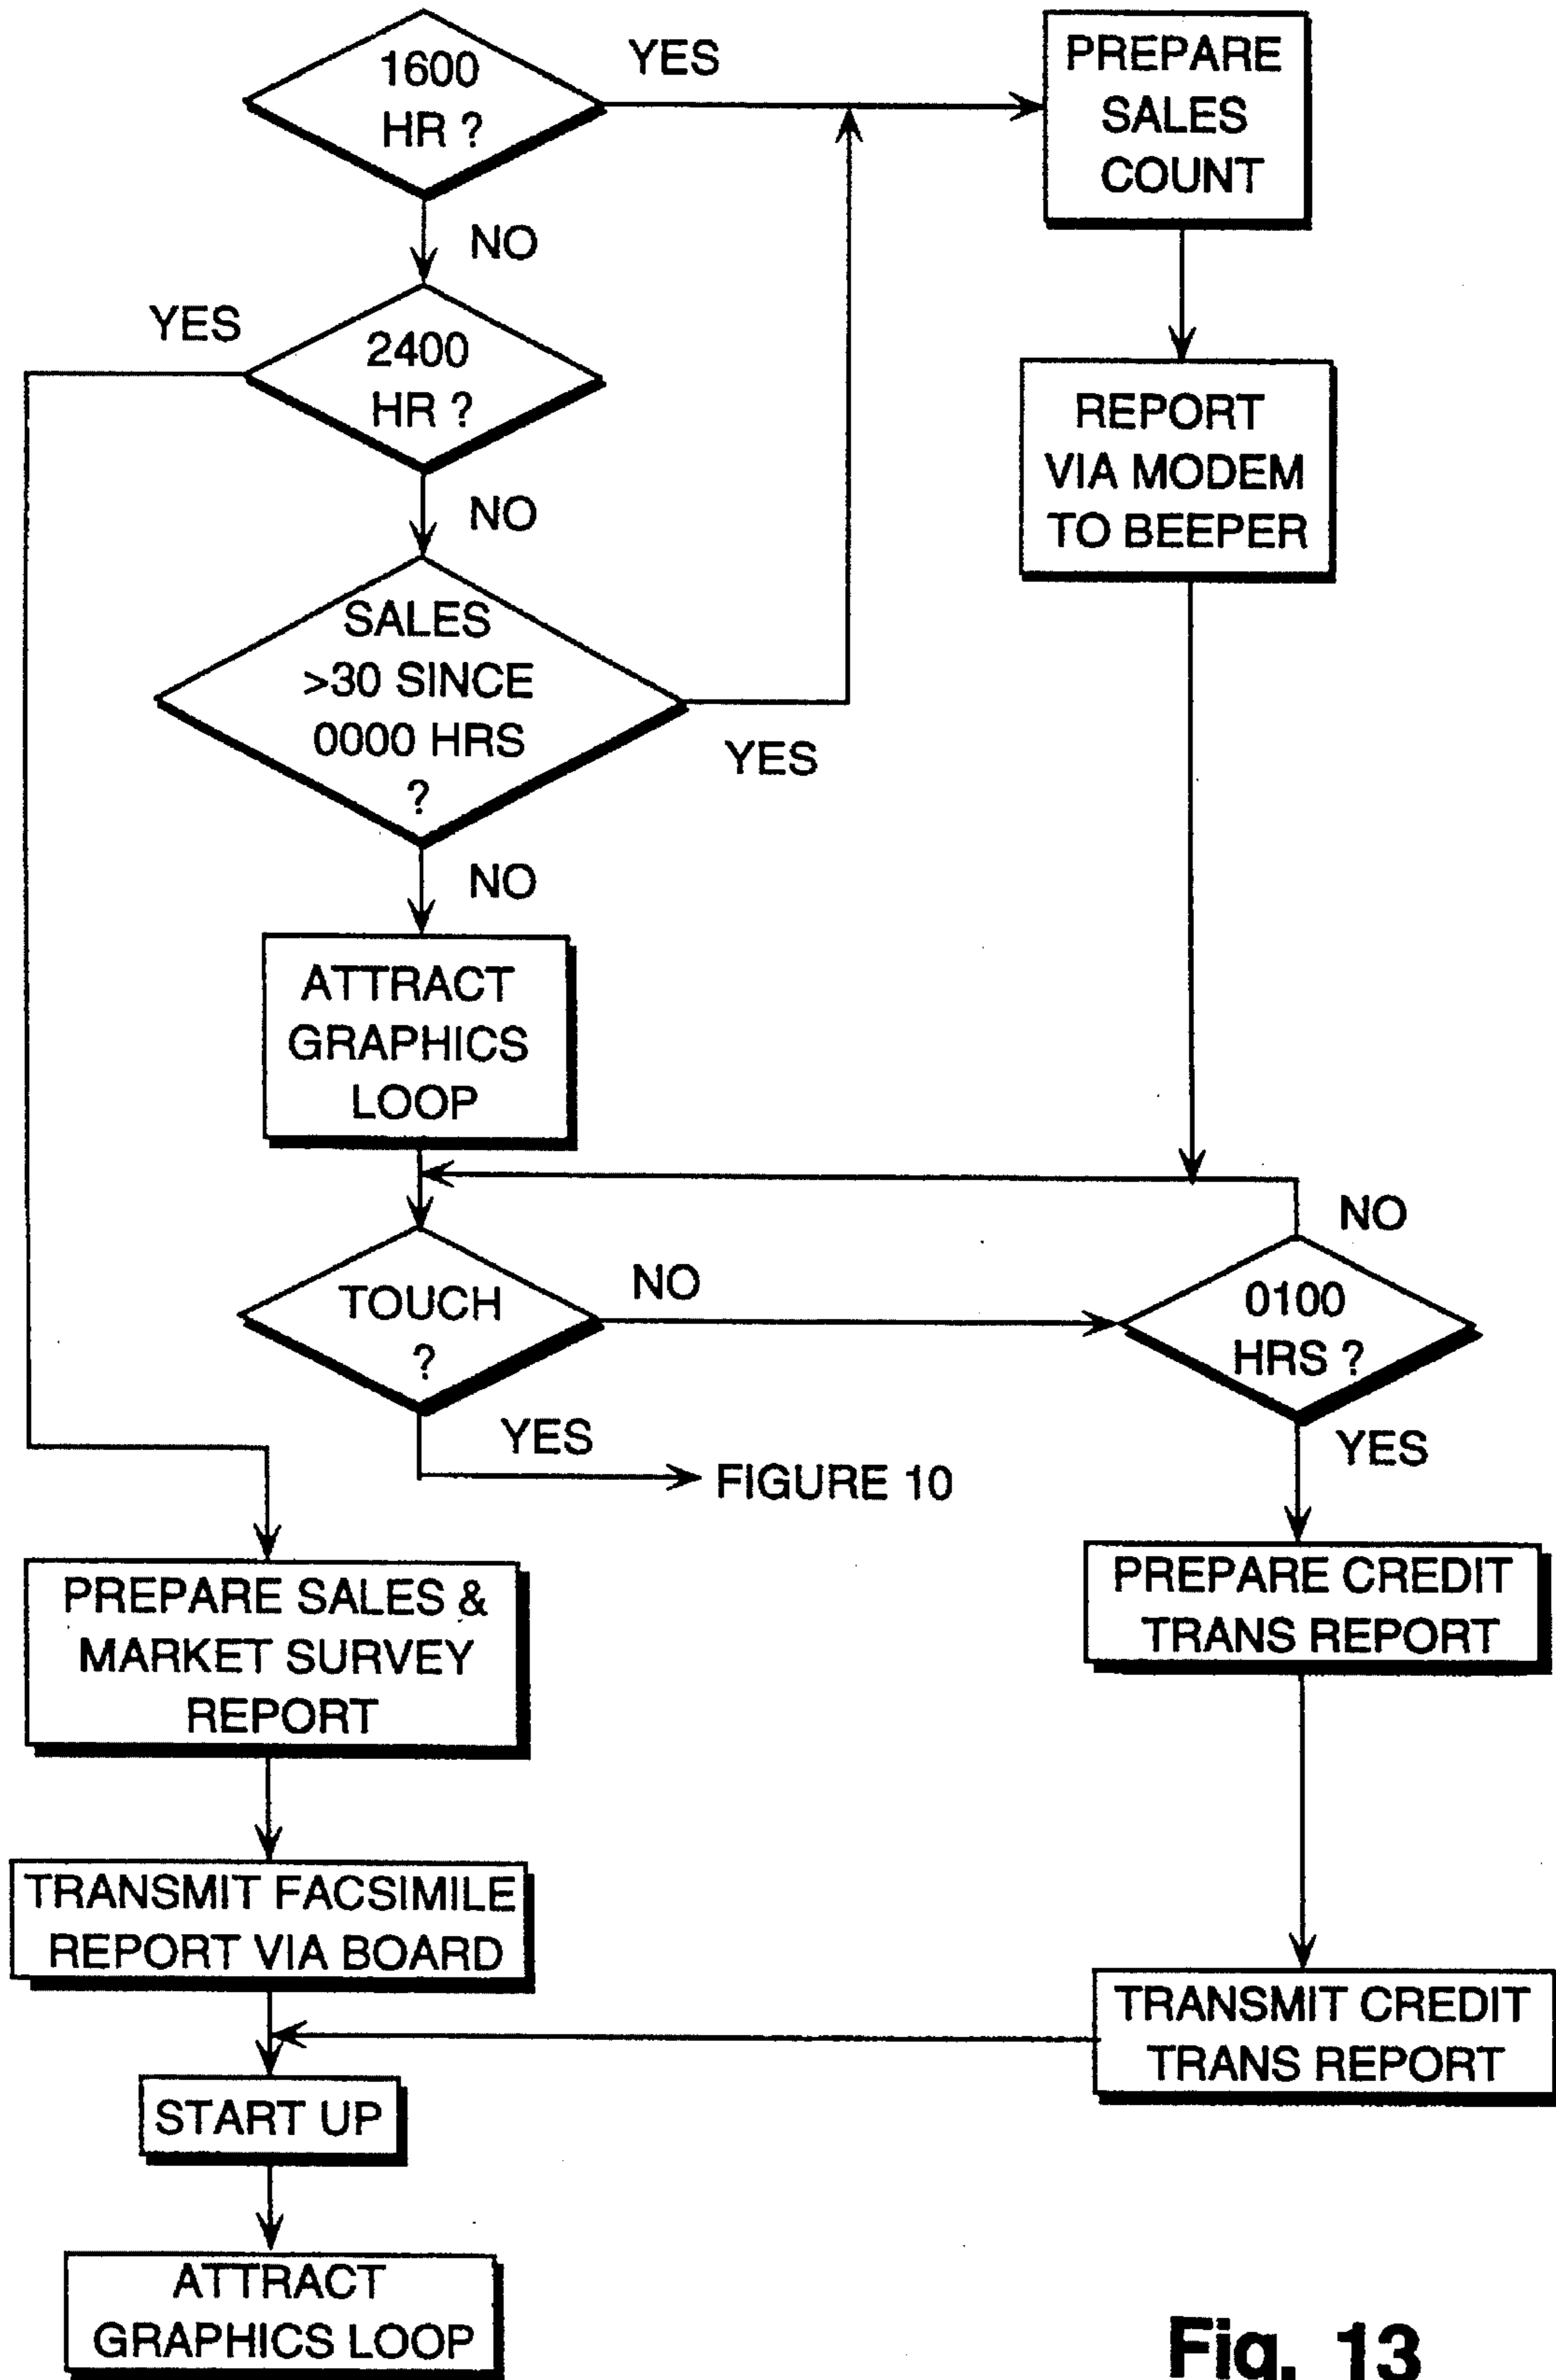 1600
HR ?
YES
PREPARE
SALES
COUNT
NO
YES
2400
HR ?
REPORT
VIA MODEM
TO BEEPER
NO
SALES
>30 SINCE
0000 HRS
?
YES
NO
ATTRACT
GRAPHICS
LOOP
NO
TOUCH
?
NO
0100
HRS ?
YES
FIGURE 10
YES
PREPARE SALES &
MARKET SURVEY
REPORT
PREPARE CREDIT
TRANS REPORT
TRANSMIT FACSIMILE
REPORT VIA BOARD
TRANSMIT CREDIT
TRANS REPORT
START UP
ATTRACT
GRAPHICS LOOP
Fig. 13